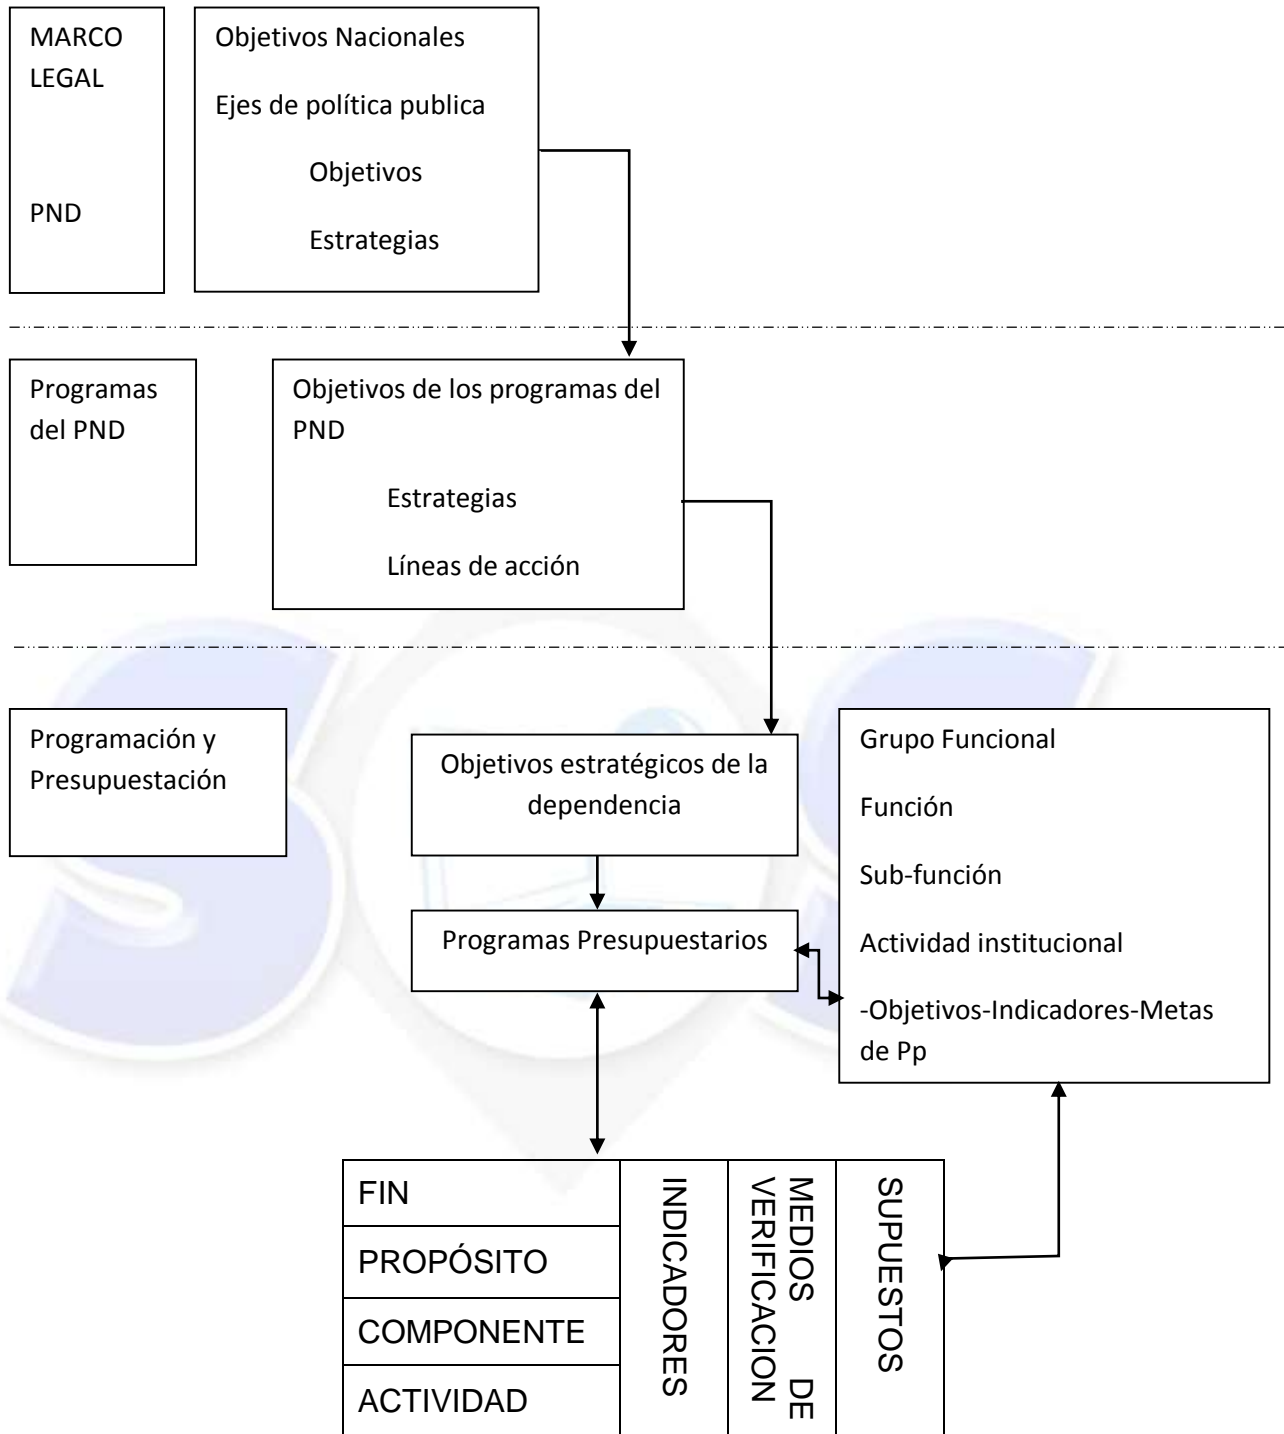 MARCO
LEGAL
PND
Objetivos Nacionales
Ejes de política publica
Objetivos
Estrategias
Programas
del PND
Objetivos de los programas del
PND
Estrategias
Líneas de acción
Programación y
Presupuestación
Objetivos estratégicos de la
dependencia
Programas Presupuestarios
Grupo Funcional
Función
Sub-función
Actividad institucional
-Objetivos-Indicadores-Metas
de Pp
FIN
PROPÓSITO
COMPONENTE
ACTIVIDAD
INDICADORES
MEDIOS DE
VERIFICACION
SUPUESTOS